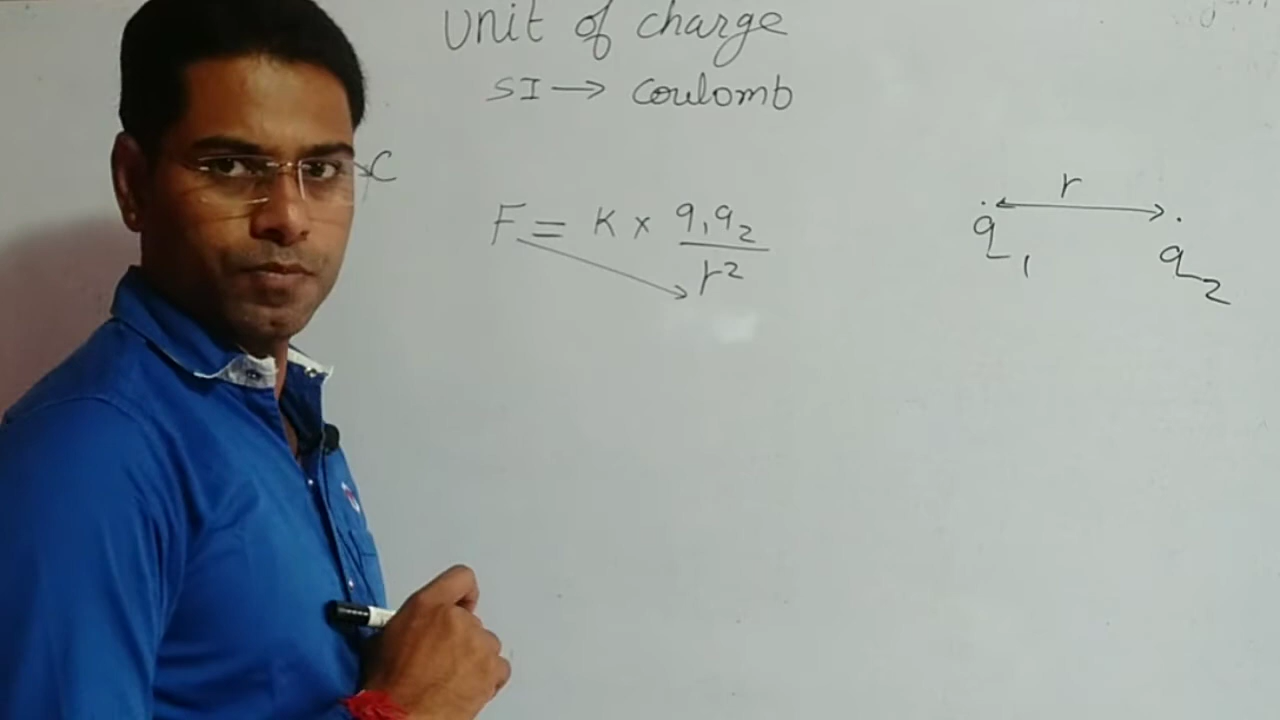 Unit of charge
SI → Coulomb
C
F = K × q₁q₂
r²
r
q₁
q₂